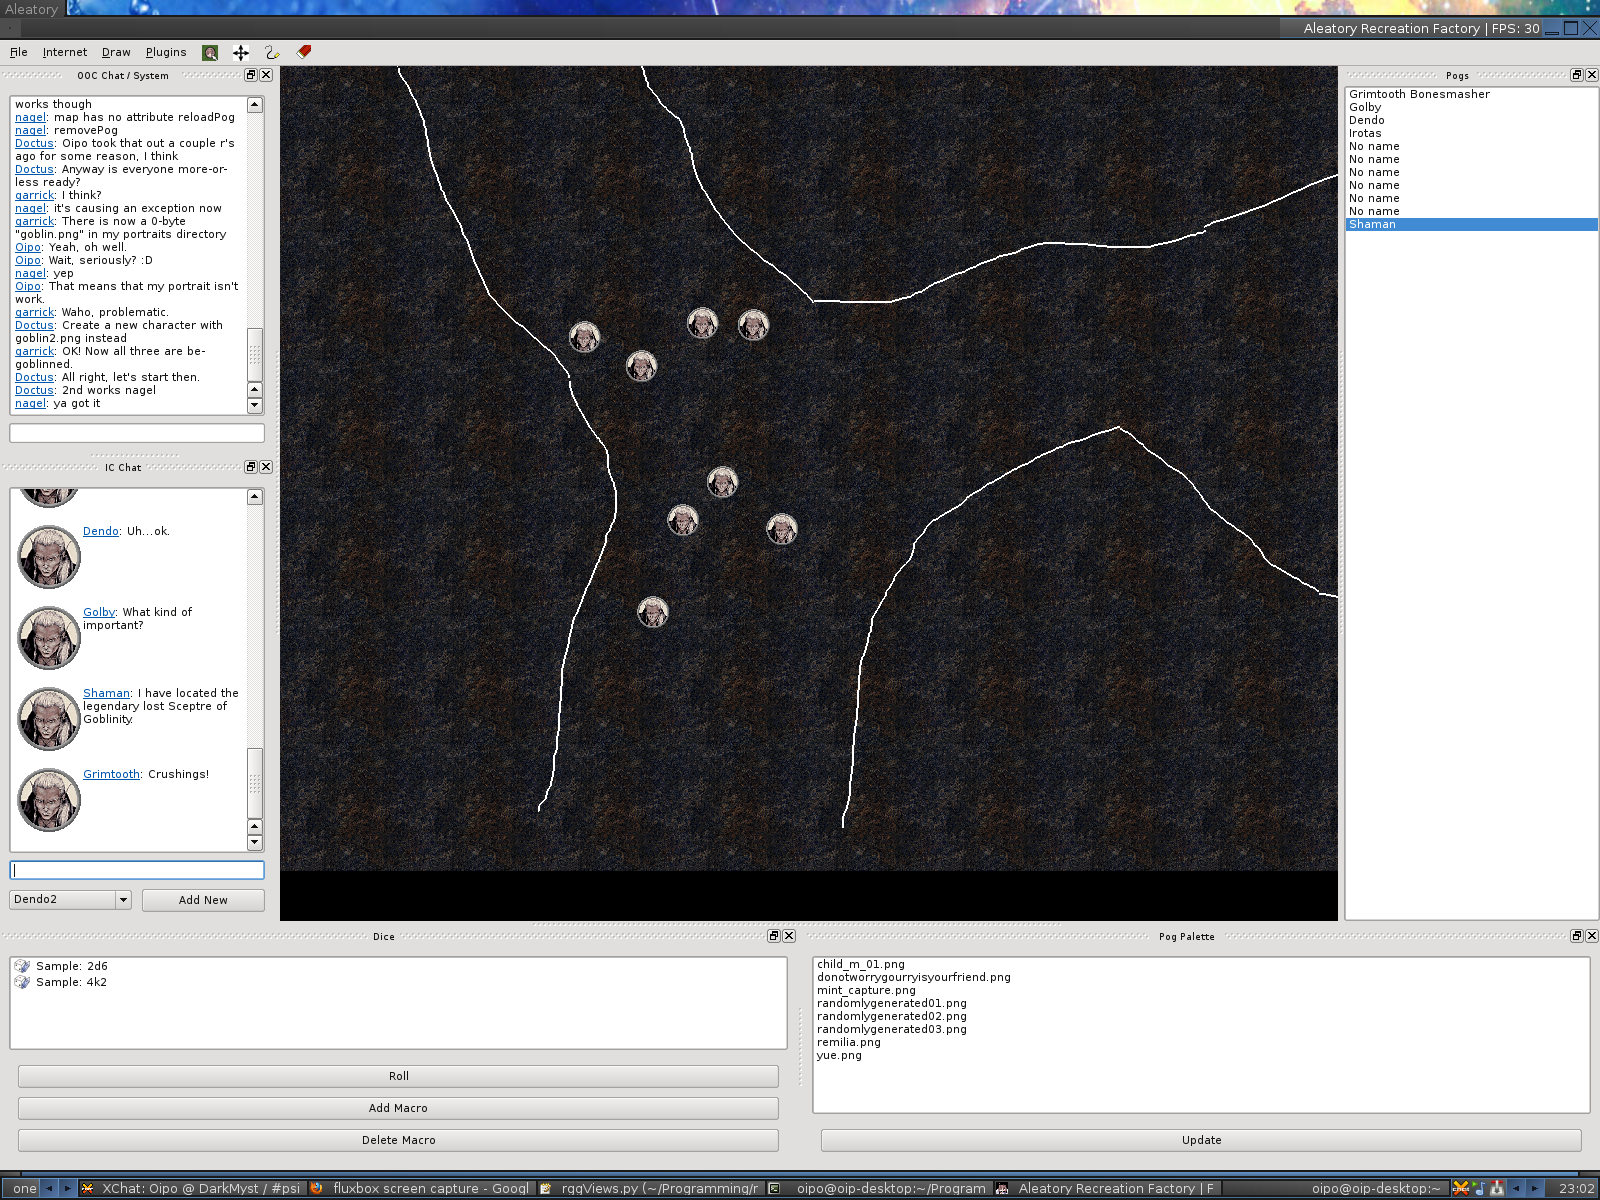 Aleatory
Aleatory Recreation Factory | FPS: 30
File Internet Draw Plugins
OOC Chat / System
works though
nagel: map has no attribute reloadPog
nagel: removePog
Doctus: Oipo took that out a couple r's
ago for some reason, I think
Doctus: Anyway is everyone more-or-
less ready?
garrick: I think?
nagel: it's causing an exception now
garrick: There is now a 0-byte
"goblin.png" in my portraits directory
Oipo: Yeah, oh well.
Oipo: Wait, seriously? :D
nagel: yep
Oipo: That means that my portrait isn't
work.
garrick: Waho, problematic.
Doctus: Create a new character with
goblin2.png instead
garrick: OK! Now all three are be-
goblinned.
Doctus: All right, let's start then.
Doctus: 2nd works nagel
nagel: ya got it
IC Chat
Dendo: Uh...ok.
Golby: What kind of
important?
Shaman: I have located the
legendary lost Sceptre of
Goblinity.
Grimtooth: Crushings!
Dendo2
Add New
Pogs
Grimtooth Bonesmasher
Golby
Dendo
Irotas
No name
No name
No name
No name
No name
No name
Shaman
Dice
Sample: 2d6
Sample: 4k2
Roll
Add Macro
Delete Macro
Pog Palette
child_m_01.png
donotworrygourryisyourfriend.png
mint_capture.png
randomlygenerated01.png
randomlygenerated02.png
randomlygenerated03.png
remilia.png
yue.png
Update
one XChat: Oipo @ DarkMyst / #psi fluxbox screen capture - Googl rggViews.py (~/Programming/r oipo@oip-desktop:~/Program Aleatory Recreation Factory | F oipo@oip-desktop:~ 23:02